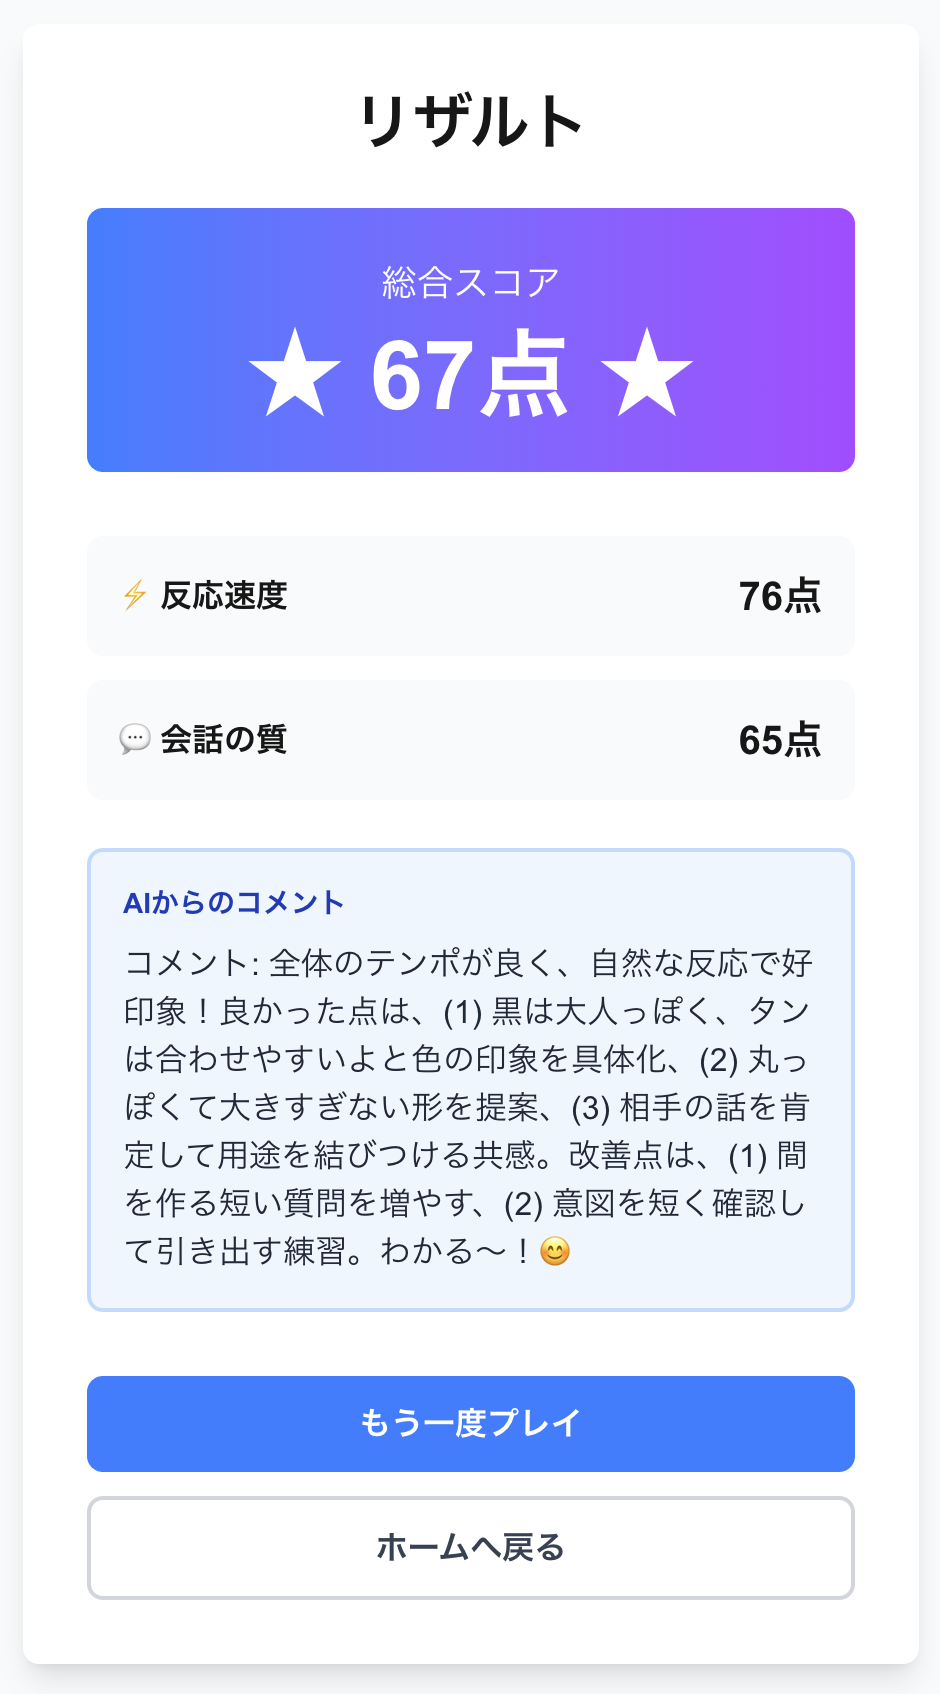 リザルト
総合スコア
★ 67点 ★
⚡ 反応速度
76点
💬 会話の質
65点
AIからのコメント
コメント: 全体のテンポが良く、自然な反応で好
印象！良かった点は、(1) 黒は大人っぽく、タン
は合わせやすいよと色の印象を具体化、(2) 丸っ
ぽくて大きすぎない形を提案、(3) 相手の話を肯
定して用途を結びつける共感。改善点は、(1) 間
を作る短い質問を増やす、(2) 意図を短く確認し
て引き出す練習。わかる〜！😊
もう一度プレイ
ホームへ戻る